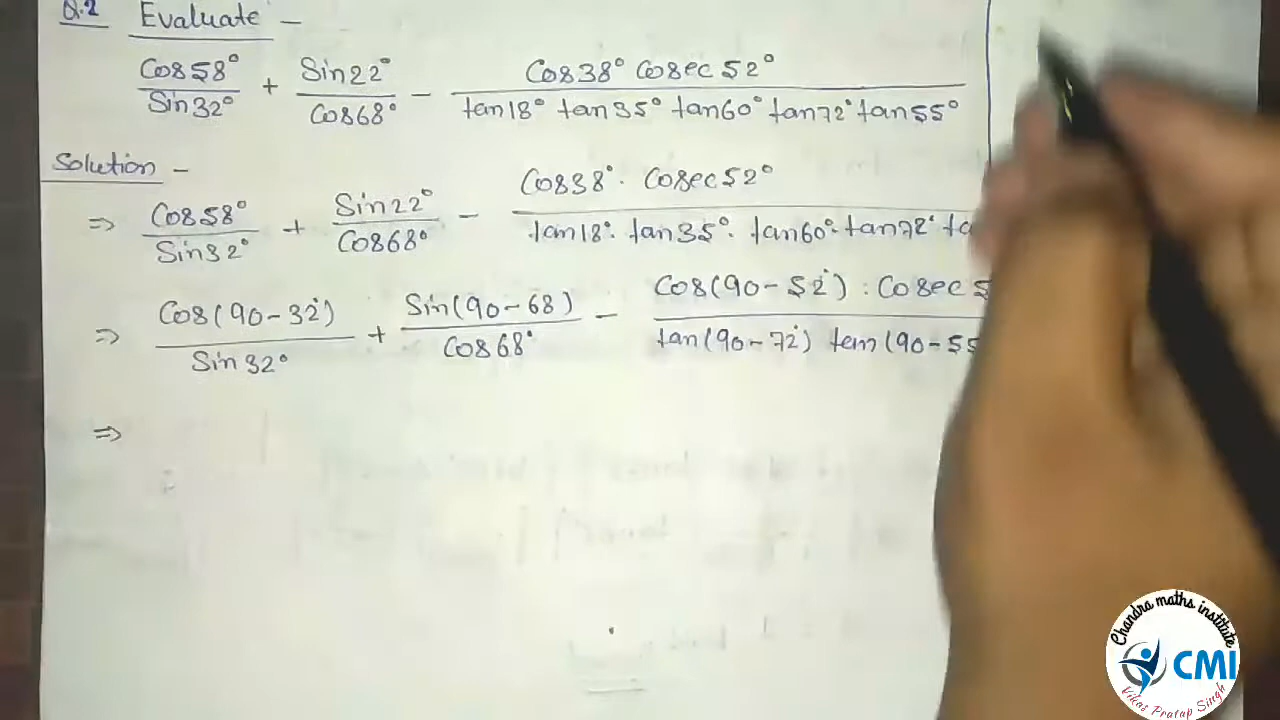 Q.2 Evaluate -
Cos58° / Sin32° + Sin22° / Cos68° - Cos38° Cosec52° / tan18° tan35° tan60° tan72° tan55°
Solution -
⇒ Cos58° / Sin32° + Sin22° / Cos68° - Cos38°. Cosec52° / tan18°. tan35°. tan60°. tan72°
⇒ Cos(90-32°) / Sin32° + Sin(90-68) / Cos68° - Cos(90-52°) . Cosec / tan(90-72°) tan(90-55
⇒
Chandra maths institute
CMI
Vikas Pratap Singh